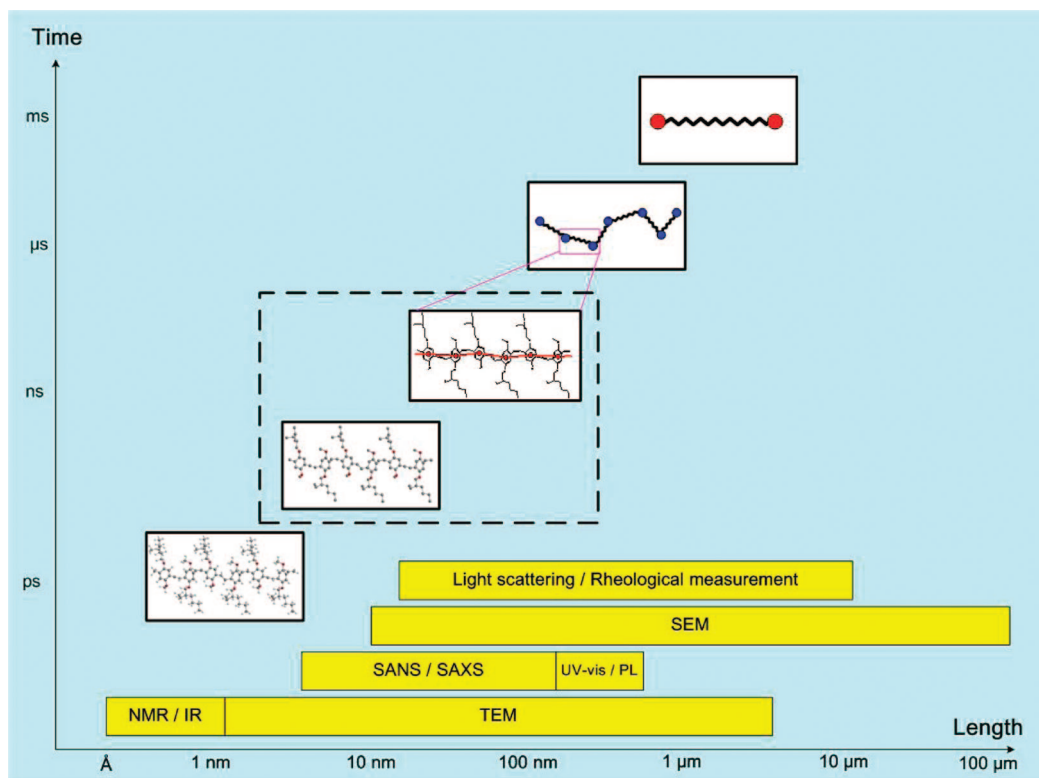 Time
ms
µs
ns
ps
Light scattering / Rheological measurement
SEM
SANS / SAXS
UV-vis / PL
NMR / IR
TEM
Length
Å
1 nm
10 nm
100 nm
1 µm
10 µm
100 µm